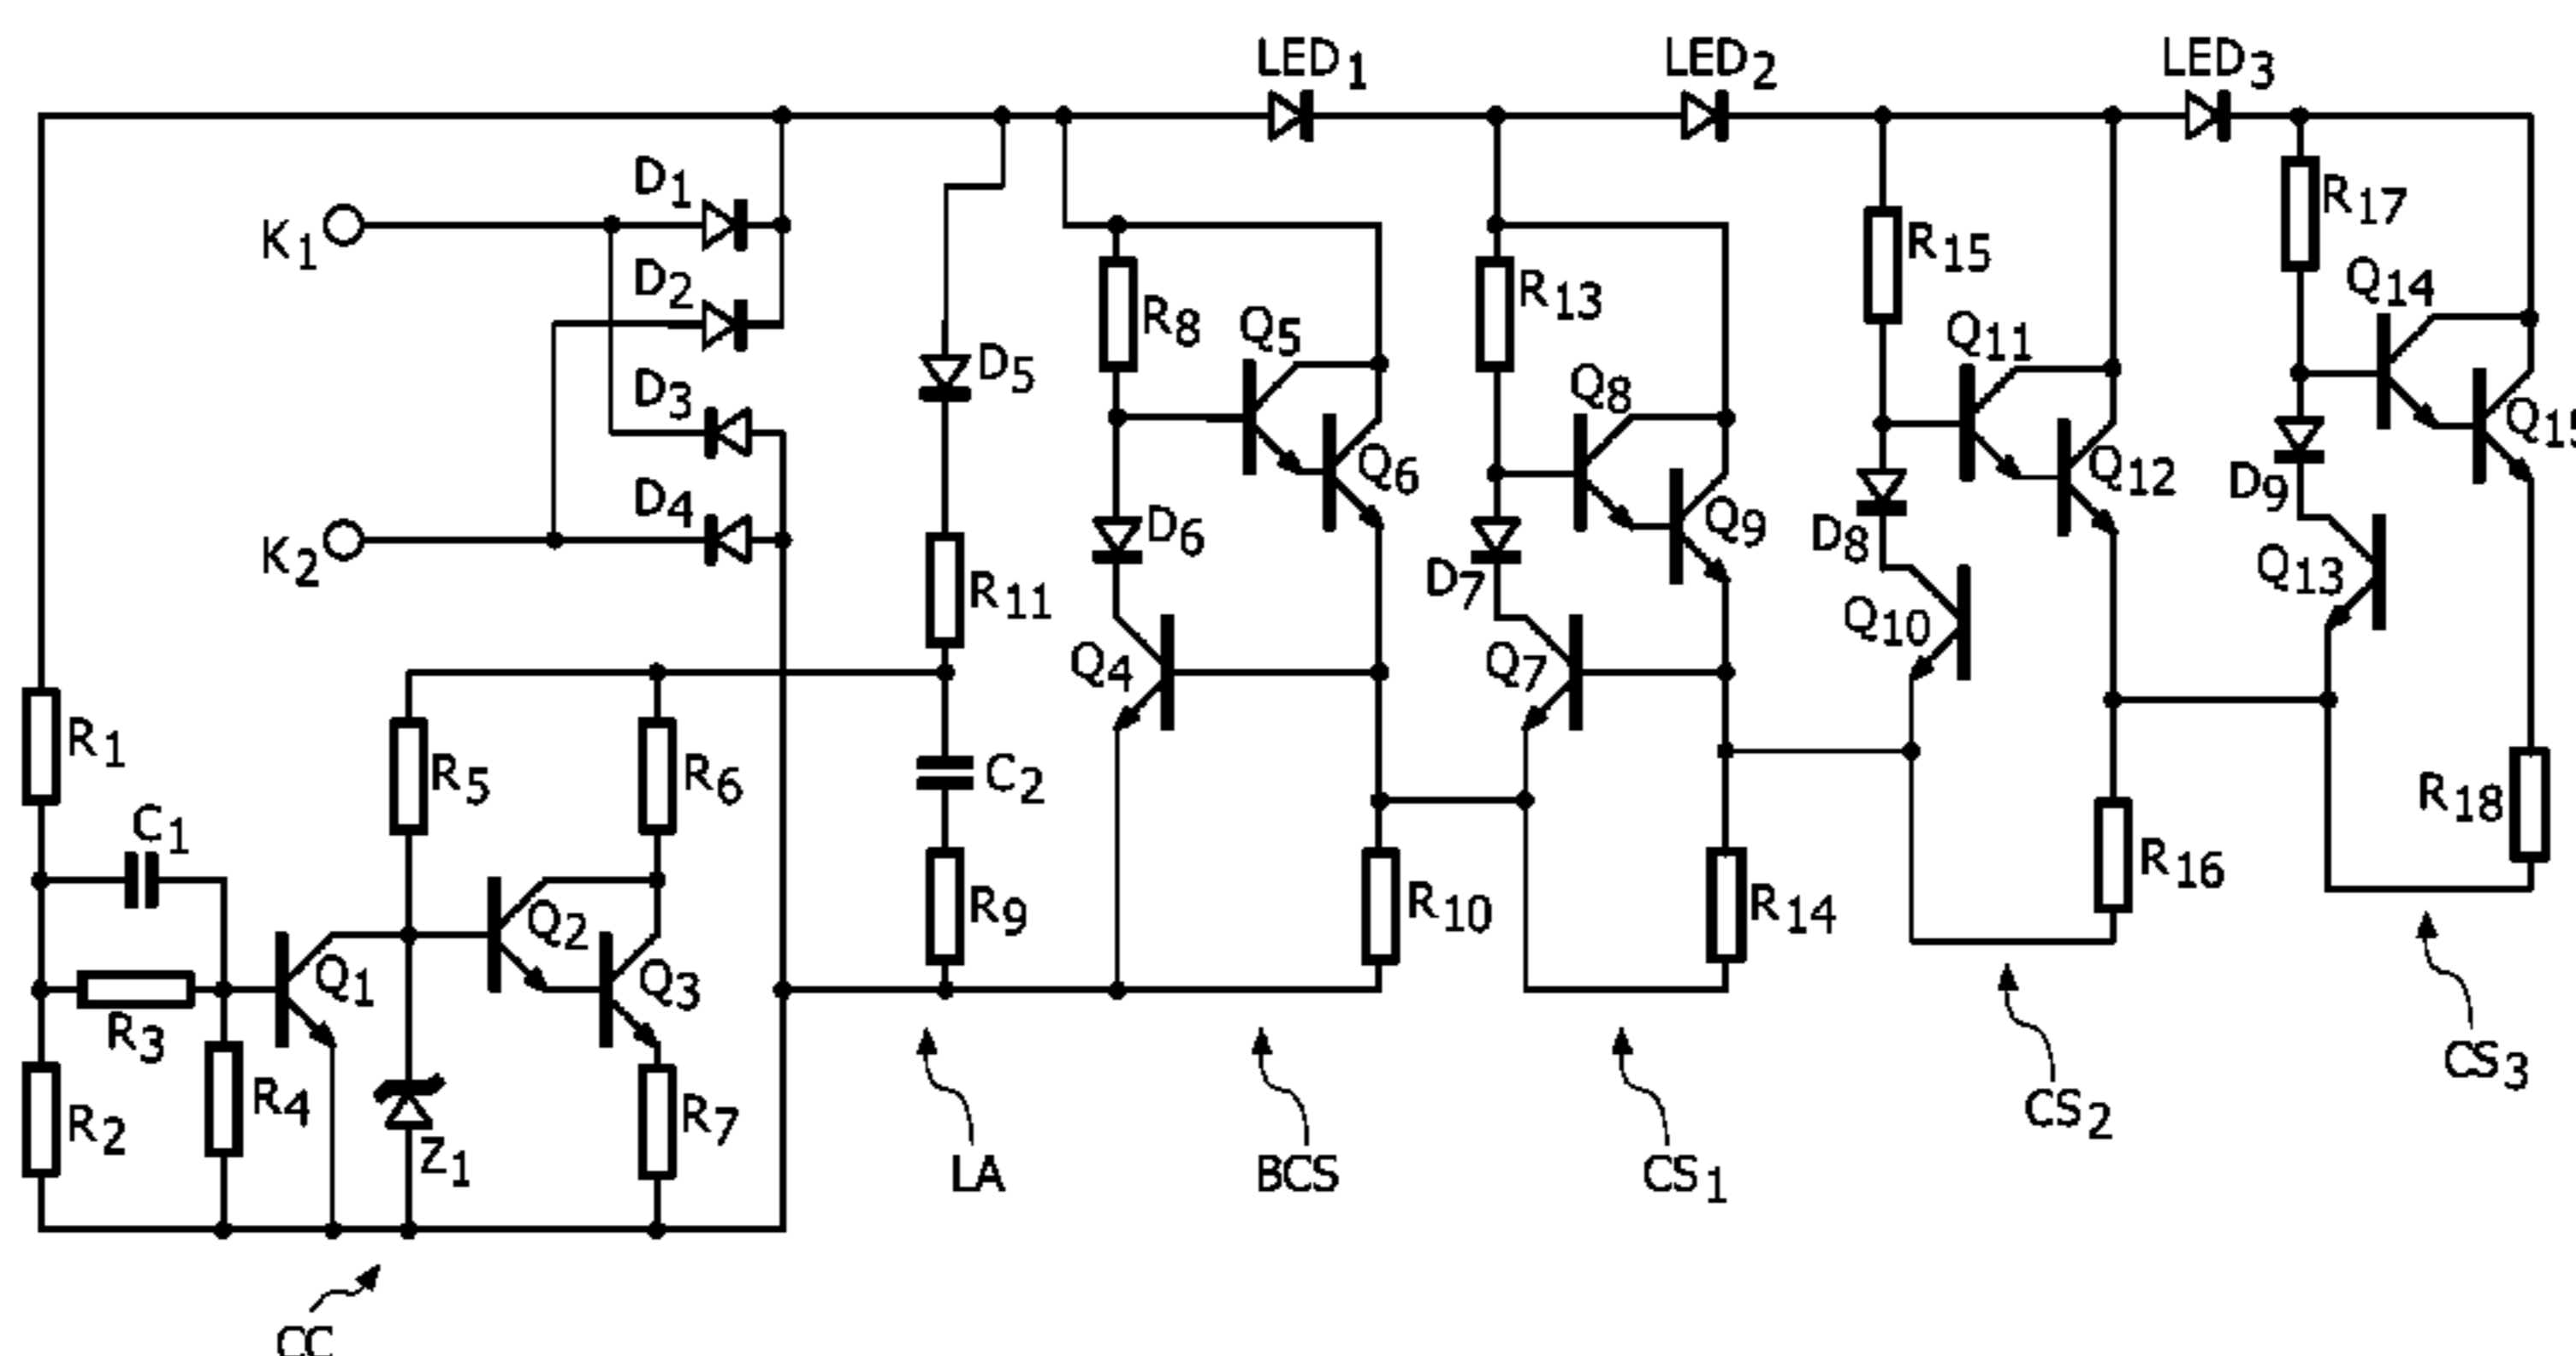 LED1 LED2 LED3
D1
K1
R17
D2
R15
Q14
R13
R8
Q5
Q11
D5
D3
Q8
Q15
Q6
Q12
D9
D4
D6
Q9
D8
K2
D7
Q13
R11
Q10
Q4
Q7
R1
R5
R6
C2
R18
C1
R16
R9
R10
R14
Q2
Q1
Q3
R3
CS3
R4
CS2
R2
R7
Z1
LA
BCS
CS1
CC